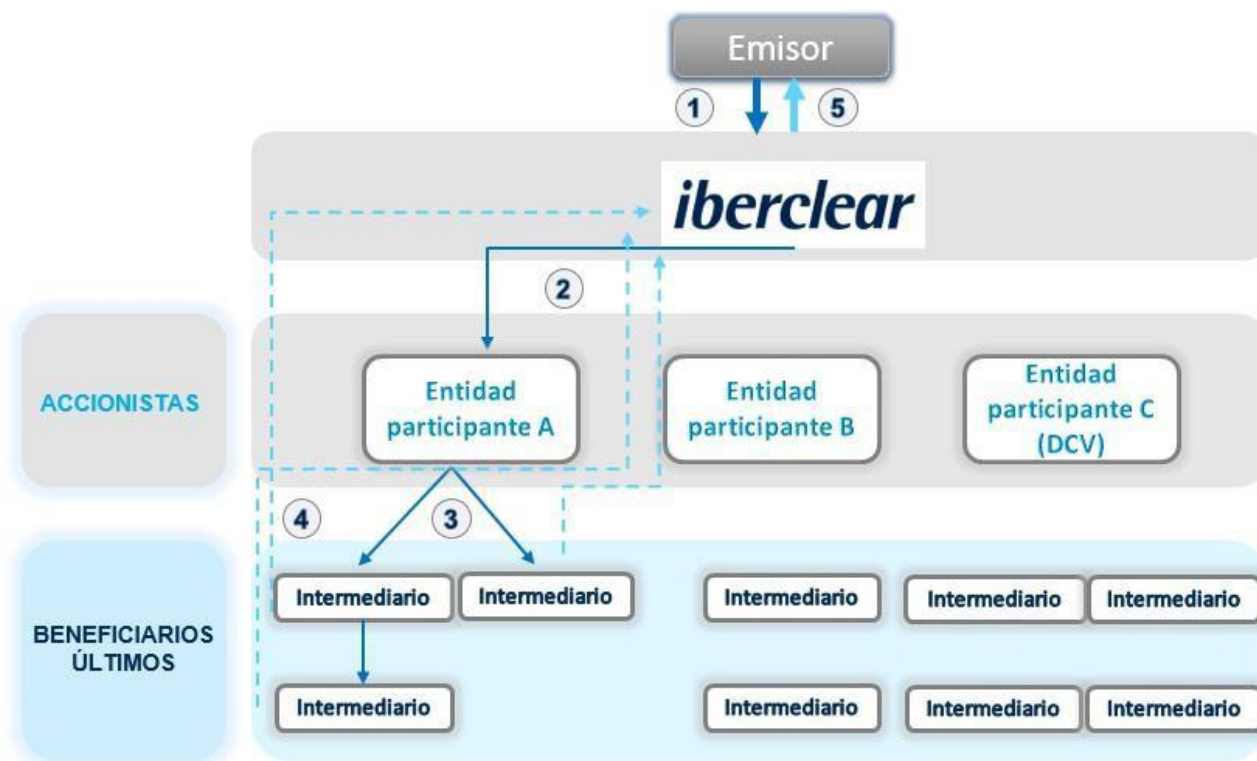 Emisor
1
5
iberclear
2
ACCIONISTAS
Entidad
participante A
Entidad
participante B
Entidad
participante C
(DCV)
4
3
BENEFICIARIOS
ÚLTIMOS
Intermediario
Intermediario
Intermediario
Intermediario
Intermediario
Intermediario
Intermediario
Intermediario
Intermediario